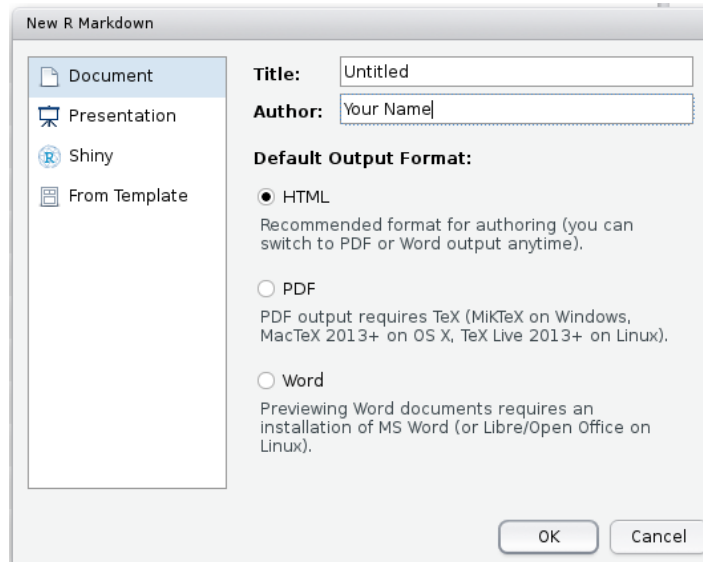 New R Markdown
Document
Presentation
Shiny
From Template
Title:
Untitled
Author:
Your Name
Default Output Format:
HTML
Recommended format for authoring (you can
switch to PDF or Word output anytime).
PDF
PDF output requires TeX (MiKTeX on Windows,
MacTeX 2013+ on OS X, TeX Live 2013+ on Linux).
Word
Previewing Word documents requires an
installation of MS Word (or Libre/Open Office on
Linux).
OK
Cancel